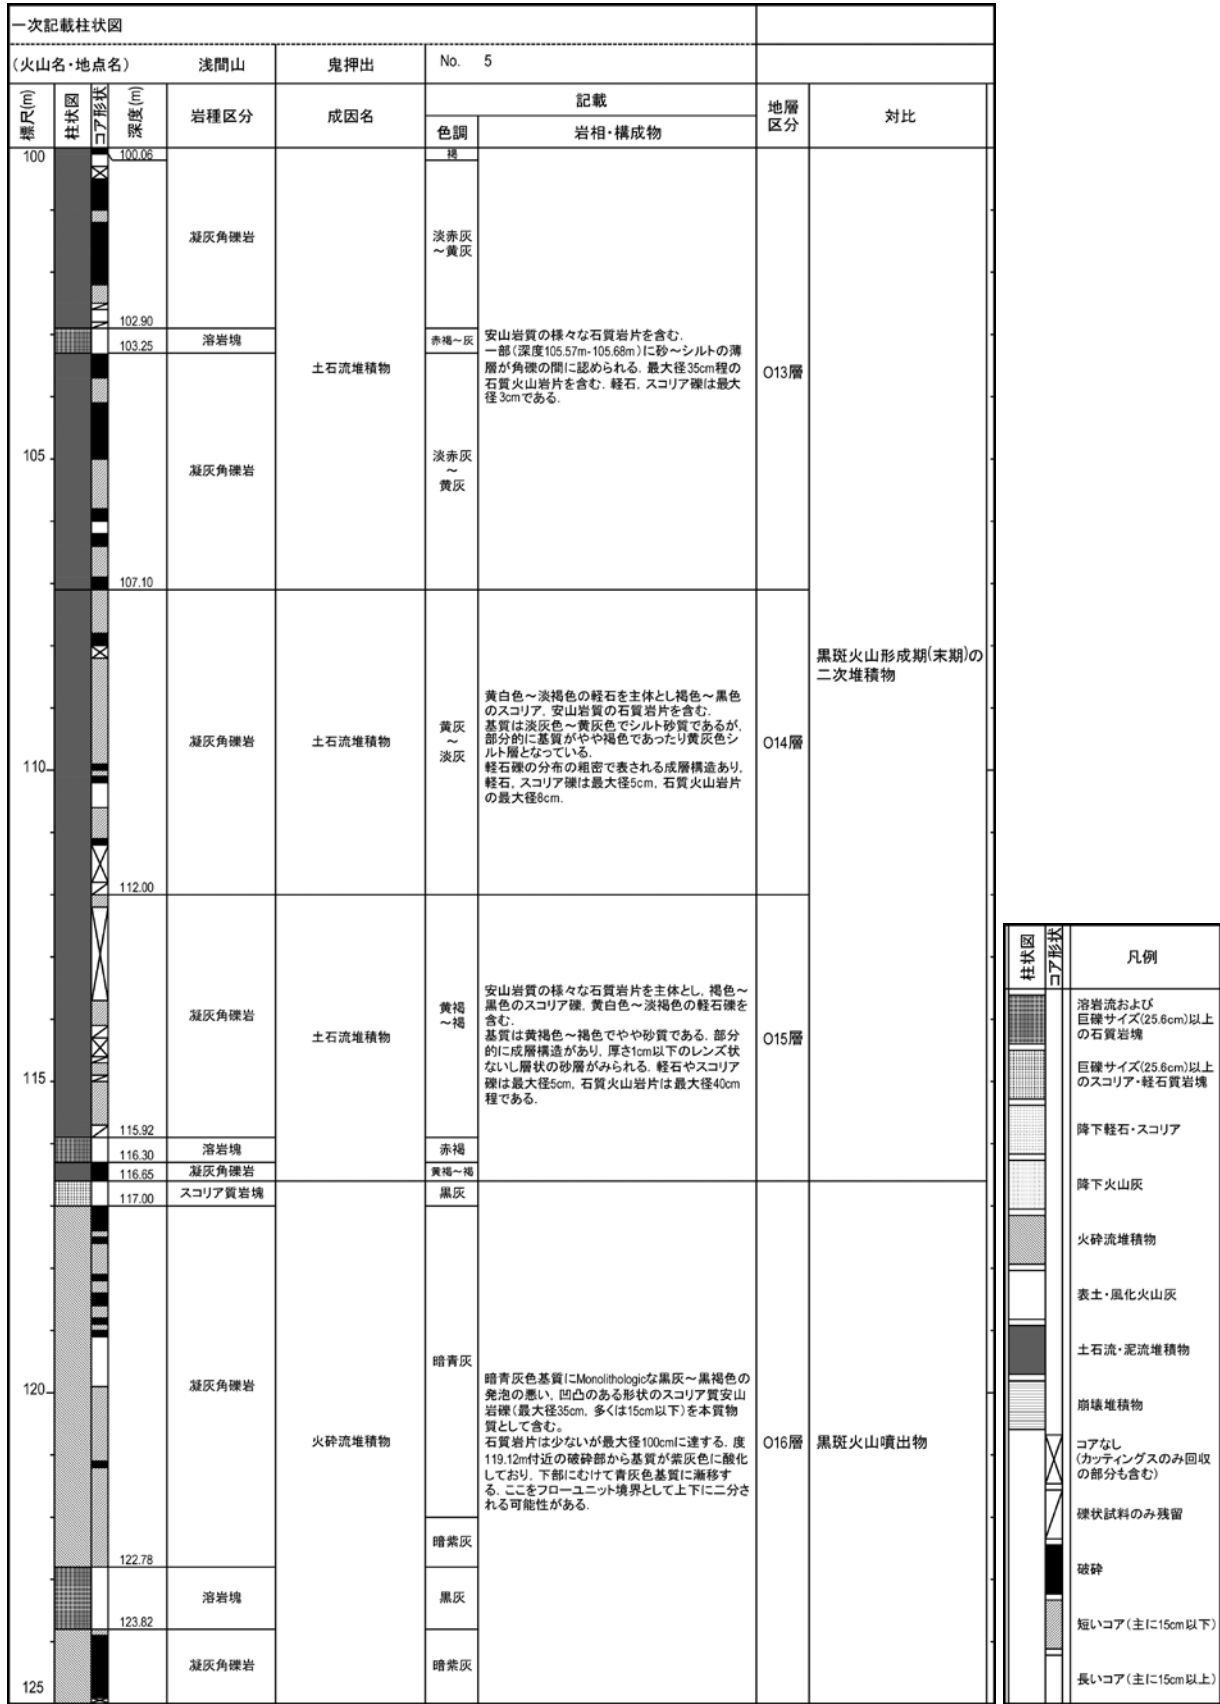 一次記載柱状図
(火山名・地点名) 浅間山 鬼押出 No. 5
標尺(m) 柱状図 コア形状 深度(m) 岩種区分 成因名 記載 地層区分 対比
色調 岩相・構成物
100
100.06
褐
凝灰角礫岩
淡赤灰
~黄灰
102.90
溶岩塊
赤褐~灰
103.25
土石流堆積物
安山岩質の様々な石質岩片を含む.
一部(深度105.57m-105.68m)に砂~シルトの薄
層が角礫の間に認められる. 最大径35cm程の
石質火山岩片を含む. 軽石, スコリア礫は最大
径3cmである.
O13層
105
凝灰角礫岩
淡赤灰
~
黄灰
107.10
黒斑火山形成期(末期)の
二次堆積物
凝灰角礫岩
土石流堆積物
黄灰
~
淡灰
黄白色~淡褐色の軽石を主体とし褐色~黒色
のスコリア, 安山岩質の石質岩片を含む.
基質は淡灰色~黄灰色でシルト砂質であるが,
部分的に基質がやや褐色であったり黄灰色シ
ルト層となっている.
軽石礫の分布の粗密で表される成層構造あり,
軽石, スコリア礫は最大径5cm, 石質火山岩片
の最大径8cm.
O14層
110
112.00
凝灰角礫岩
土石流堆積物
黄褐
~褐
安山岩質の様々な石質岩片を主体とし, 褐色~
黒色のスコリア礫, 黄白色~淡褐色の軽石礫を
含む.
基質は黄褐色~褐色でやや砂質である. 部分
的に成層構造があり, 厚さ1cm以下のレンズ状
ないし層状の砂層がみられる. 軽石やスコリア
礫は最大径5cm, 石質火山岩片は最大径40cm
程である.
O15層
115
115.92
溶岩塊
赤褐
116.30
凝灰角礫岩
黄褐~褐
116.65
スコリア質岩塊
黒灰
117.00
凝灰角礫岩
暗青灰
120
火砕流堆積物
暗青灰色基質にMonolithologicな黒灰~黒褐色の
発泡の悪い, 凹凸のある形状のスコリア質安山
岩礫(最大径35cm, 多くは15cm以下)を本質物
質として含む。
石質岩片は少ないが最大径100cmに達する. 度
119.12m付近の破砕部から基質が紫灰色に酸化
しており, 下部にむけて青灰色基質に漸移す
る. ここをフローユニット境界として上下に二分さ
れる可能性がある.
O16層
黒斑火山噴出物
暗紫灰
122.78
溶岩塊
黒灰
123.82
凝灰角礫岩
暗紫灰
125
柱状図 コア形状 凡例
溶岩流および
巨礫サイズ(25.6cm)以上
の石質岩塊
巨礫サイズ(25.6cm)以上
のスコリア・軽石質岩塊
降下軽石・スコリア
降下火山灰
火砕流堆積物
表土・風化火山灰
土石流・泥流堆積物
崩壊堆積物
コアなし
(カッティングスのみ回収
の部分も含む)
礫状試料のみ残留
破砕
短いコア(主に15cm以下)
長いコア(主に15cm以上)